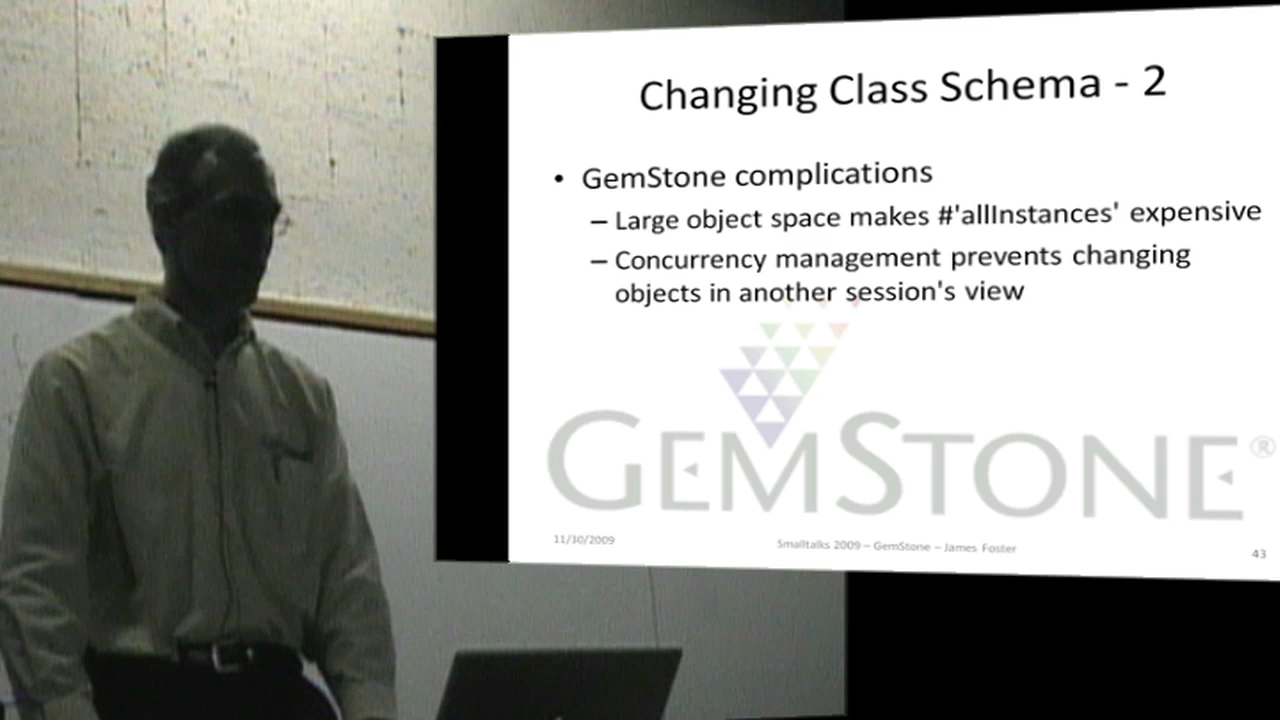 Changing Class Schema - 2
• GemStone complications
– Large object space makes #'allInstances' expensive
– Concurrency management prevents changing
objects in another session's view
GEMSTONE®
11/30/2009
Smalltalks 2009 – GemStone – James Foster
43